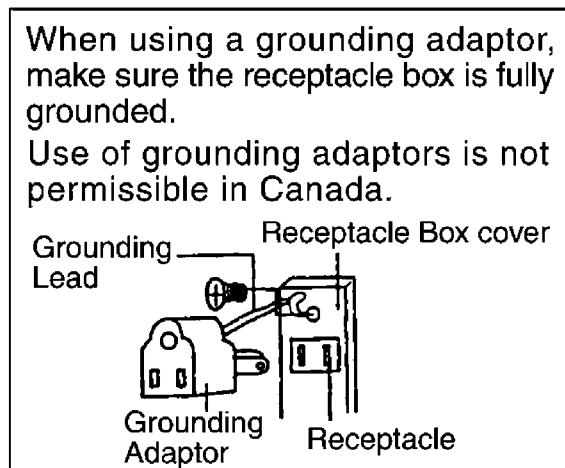 When using a grounding adaptor,
make sure the receptacle box is fully
grounded.
Use of grounding adaptors is not
permissible in Canada.
Grounding
Lead
Receptacle Box cover
Grounding
Adaptor
Receptacle